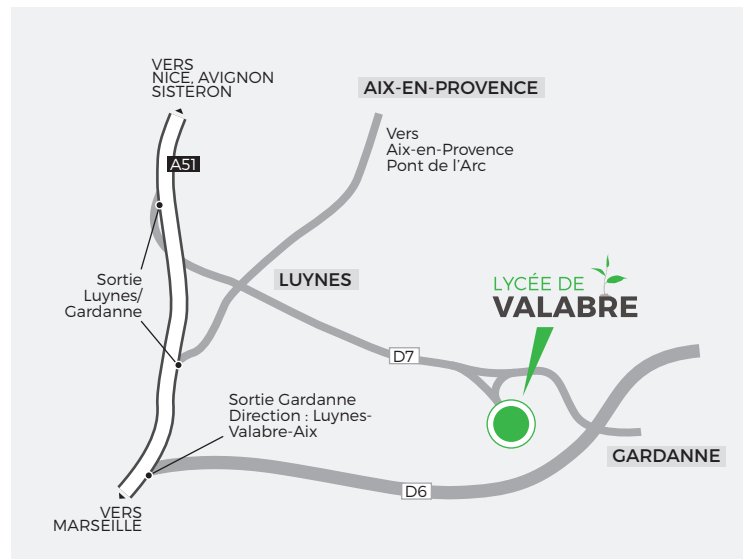 VERS
NICE, AVIGNON
SISTERON
AIX-EN-PROVENCE
Vers
Aix-en-Provence
Pont de l'Arc
A51
Sortie
Luynes/
Gardanne
LUYNES
LYCÉE DE
VALABRE
D7
Sortie Gardanne
Direction : Luynes-
Valabre-Aix
GARDANNE
D6
VERS
MARSEILLE